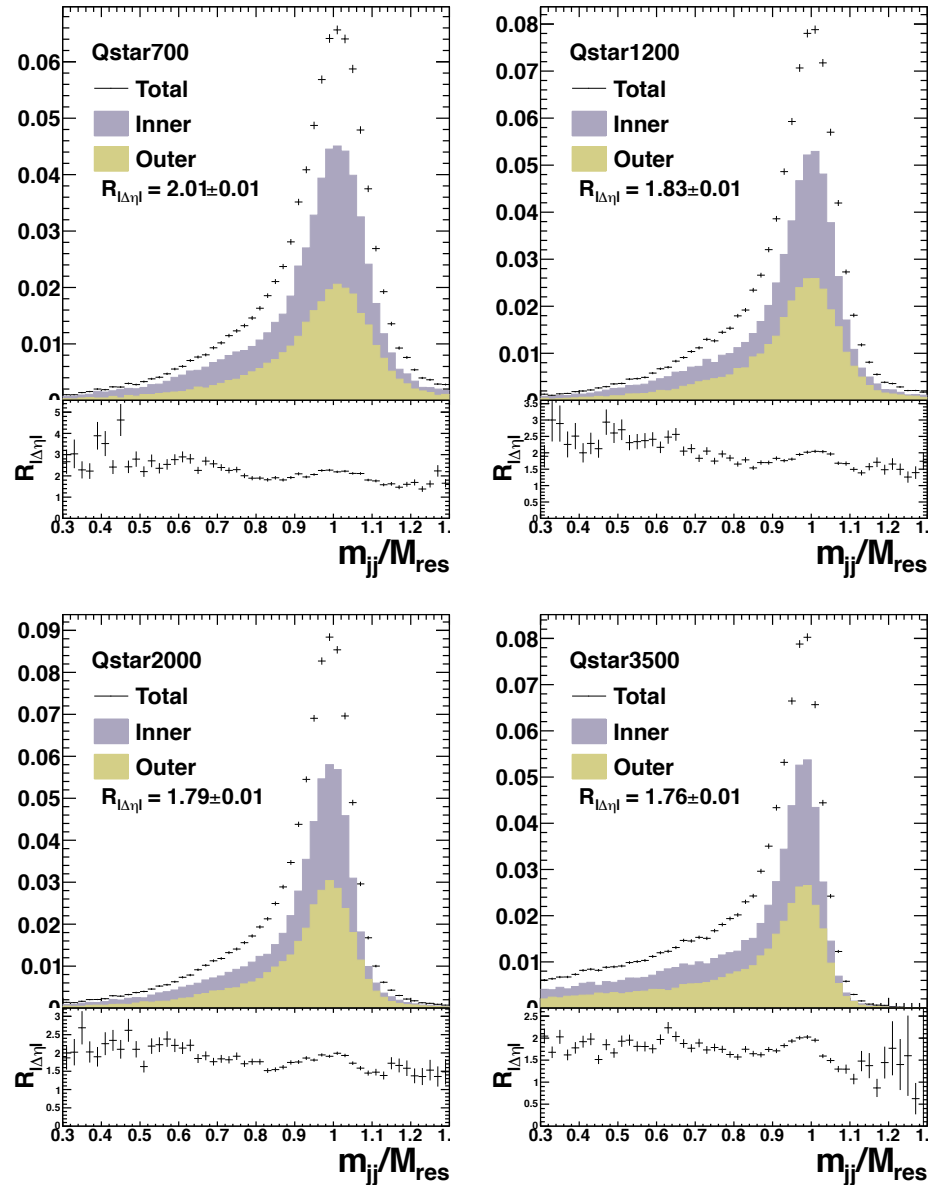 Qstar700
Total
Inner
Outer
R|Δη| = 2.01±0.01
0.06
0.05
0.04
0.03
0.02
0.01
0
R|Δη|
5
4
3
2
1
0
0.3 0.4 0.5 0.6 0.7 0.8 0.9 1 1.1 1.2 1.
mjj/Mres
Qstar1200
Total
Inner
Outer
R|Δη| = 1.83±0.01
0.08
0.07
0.06
0.05
0.04
0.03
0.02
0.01
0
R|Δη|
3.5
3
2.5
2
1.5
1
0.5
0
0.3 0.4 0.5 0.6 0.7 0.8 0.9 1 1.1 1.2 1.
mjj/Mres
Qstar2000
Total
Inner
Outer
R|Δη| = 1.79±0.01
0.09
0.08
0.07
0.06
0.05
0.04
0.03
0.02
0.01
0
R|Δη|
3
2.5
2
1.5
1
0.5
0
0.3 0.4 0.5 0.6 0.7 0.8 0.9 1 1.1 1.2 1.
mjj/Mres
Qstar3500
Total
Inner
Outer
R|Δη| = 1.76±0.01
0.08
0.07
0.06
0.05
0.04
0.03
0.02
0.01
0
R|Δη|
2.5
2
1.5
1
0.5
0
0.3 0.4 0.5 0.6 0.7 0.8 0.9 1 1.1 1.2 1.
mjj/Mres